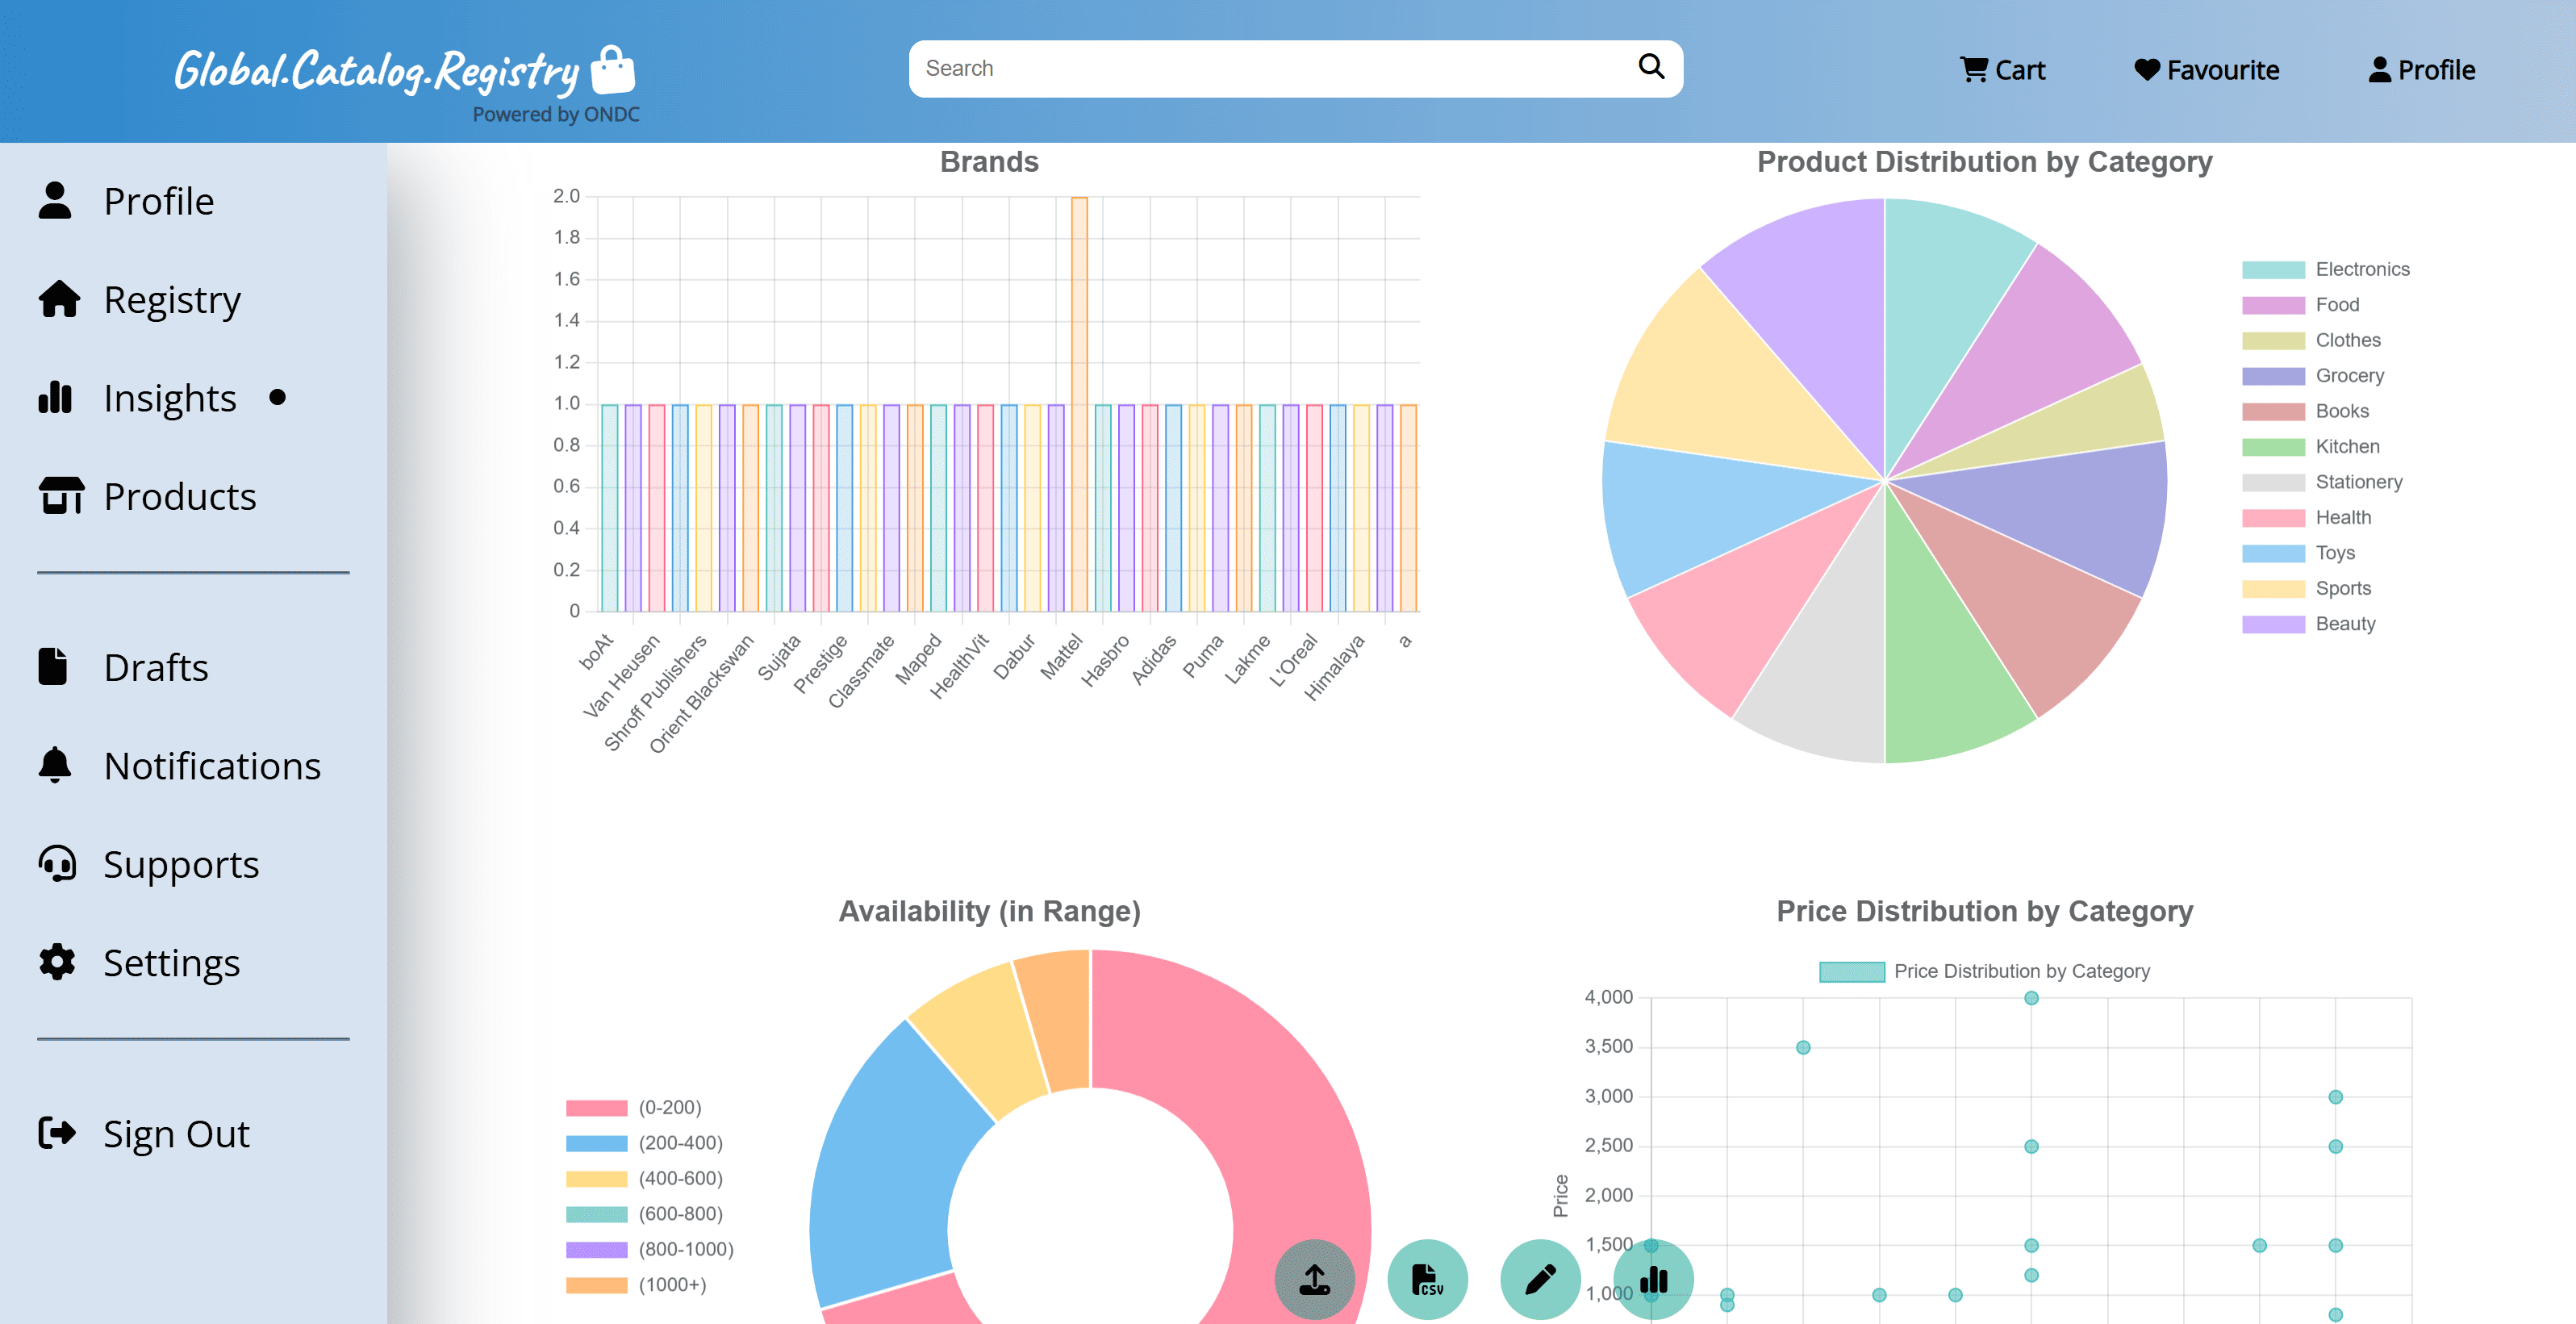 Global.Catalog.Registry
Powered by ONDC
Search
Cart
Favourite
Profile
Profile
Registry
Insights
Products
Drafts
Notifications
Supports
Settings
Sign Out
Brands
2.0
1.8
1.6
1.4
1.2
1.0
0.8
0.6
0.4
0.2
0
boAt
Van Heusen
Shroff Publishers
Orient Blackswan
Sujata
Prestige
Classmate
Maped
HealthVit
Dabur
Mattel
Hasbro
Adidas
Puma
Lakme
L'Oreal
Himalaya
a
Product Distribution by Category
Electronics
Food
Clothes
Grocery
Books
Kitchen
Stationery
Health
Toys
Sports
Beauty
Availability (in Range)
(0-200)
(200-400)
(400-600)
(600-800)
(800-1000)
(1000+)
CSV
Price Distribution by Category
Price Distribution by Category
4,000
3,500
3,000
2,500
2,000
1,500
1,000
Price